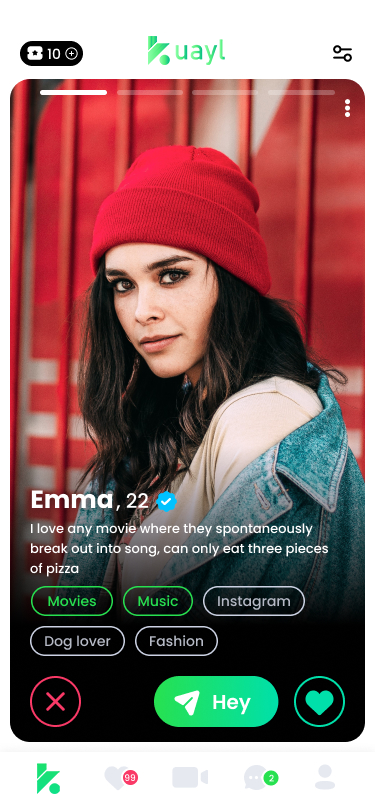 10
kuayl
Emma, 22
I love any movie where they spontaneously
break out into song, can only eat three pieces
of pizza
Movies Music Instagram
Dog lover Fashion
Hey
99 2